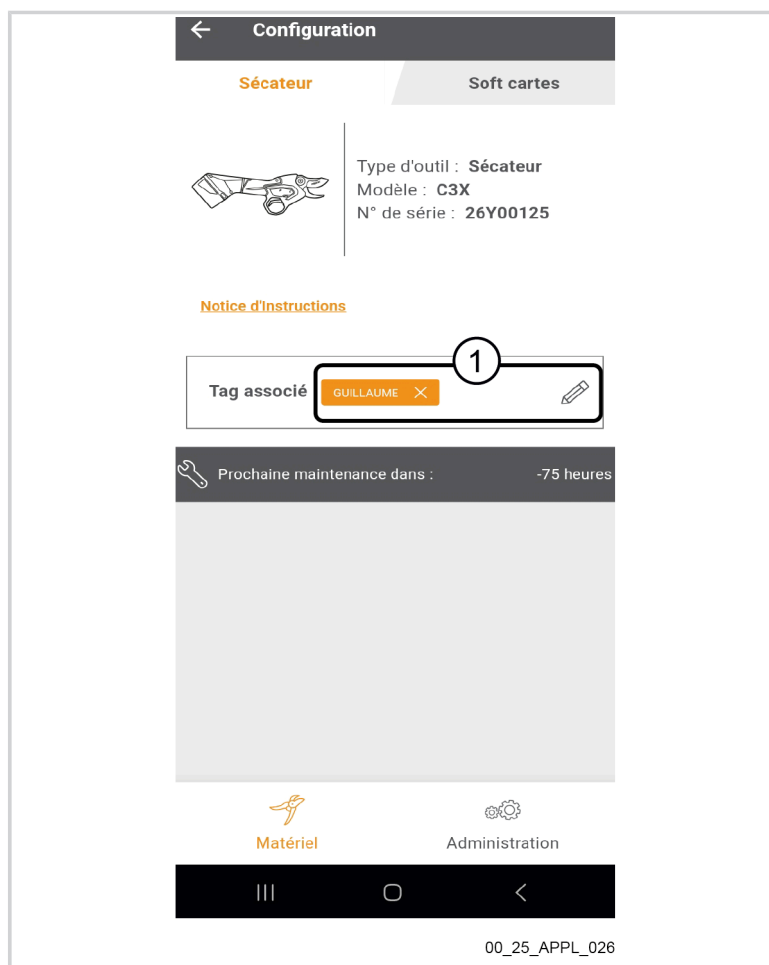 Configuration
Sécateur
Soft cartes
Type d'outil : Sécateur
Modèle : C3X
N° de série : 26Y00125
Notice d'Instructions
1
Tag associé GUILLAUME
Prochaine maintenance dans : -75 heures
Matériel
Administration
00_25_APPL_026